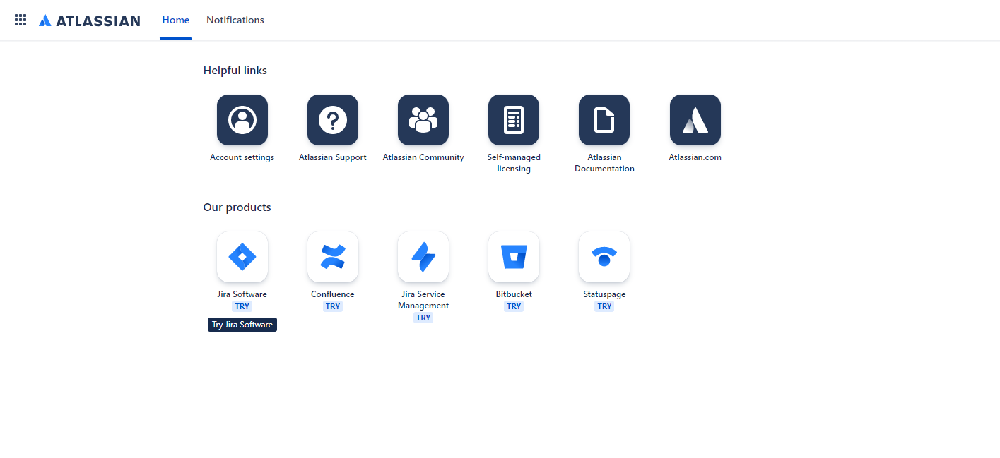 ATLASSIAN Home Notifications
Helpful links
Account settings
Atlassian Support
Atlassian Community
Self-managed
licensing
Atlassian
Documentation
Atlassian.com
Our products
Jira Software
TRY
Try Jira Software
Confluence
TRY
Jira Service
Management
TRY
Bitbucket
TRY
Statuspage
TRY